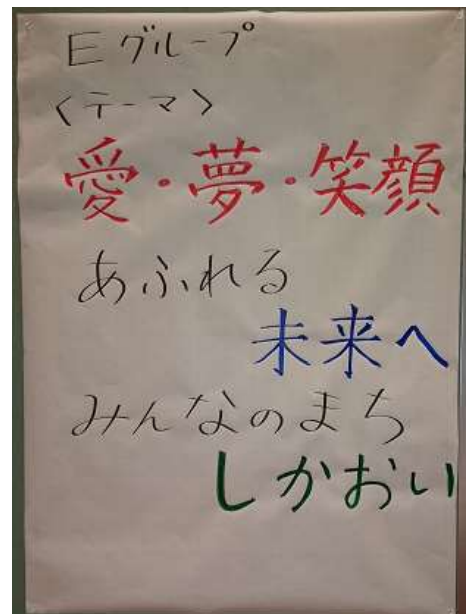 Eグループ
〈テーマ〉
愛・夢・笑顔
あふれる
未来へ
みんなのまち
しかおい